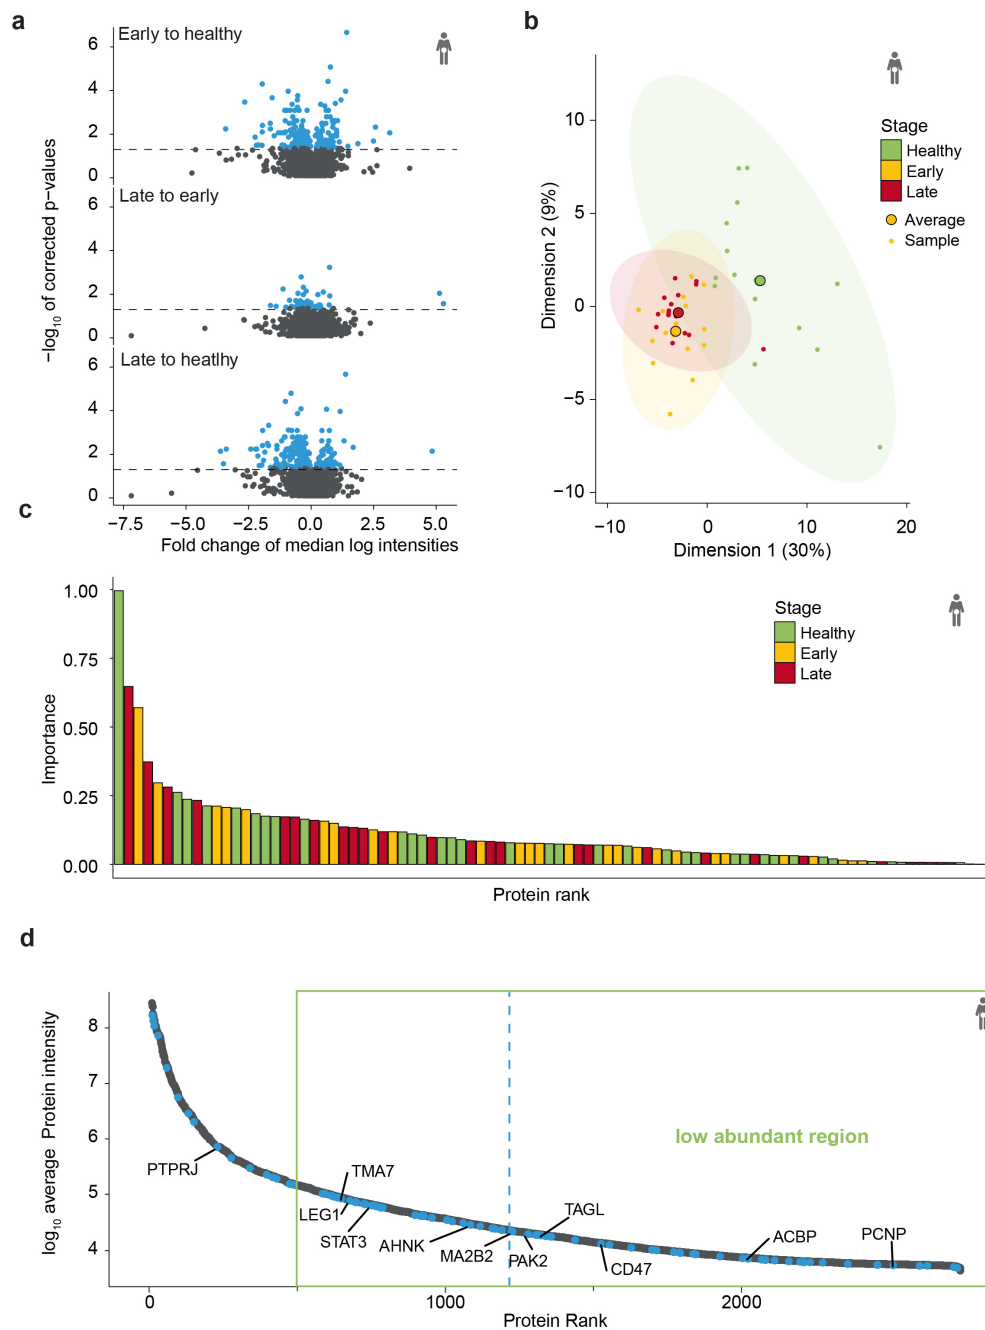 a
Early to healthy
6
4
2
0
Late to early
6
4
2
0
Late to heatlhy
6
4
2
0
−log10 of corrected p−values
−7.5 −5.0 −2.5 0.0 2.5 5.0
Fold change of median log intensities
b
10
5
0
−5
−10
Dimension 2 (9%)
−10 0 10 20
Dimension 1 (30%)
Stage
Healthy
Early
Late
Average
Sample
c
1.00
0.75
0.50
0.25
0.00
Importance
Protein rank
Stage
Healthy
Early
Late
d
8
7
6
5
4
log10 average Protein intensity
low abundant region
PTPRJ
TMA7
LEG1
STAT3
AHNK
MA2B2
PAK2
TAGL
CD47
ACBP
PCNP
0 1000 2000
Protein Rank